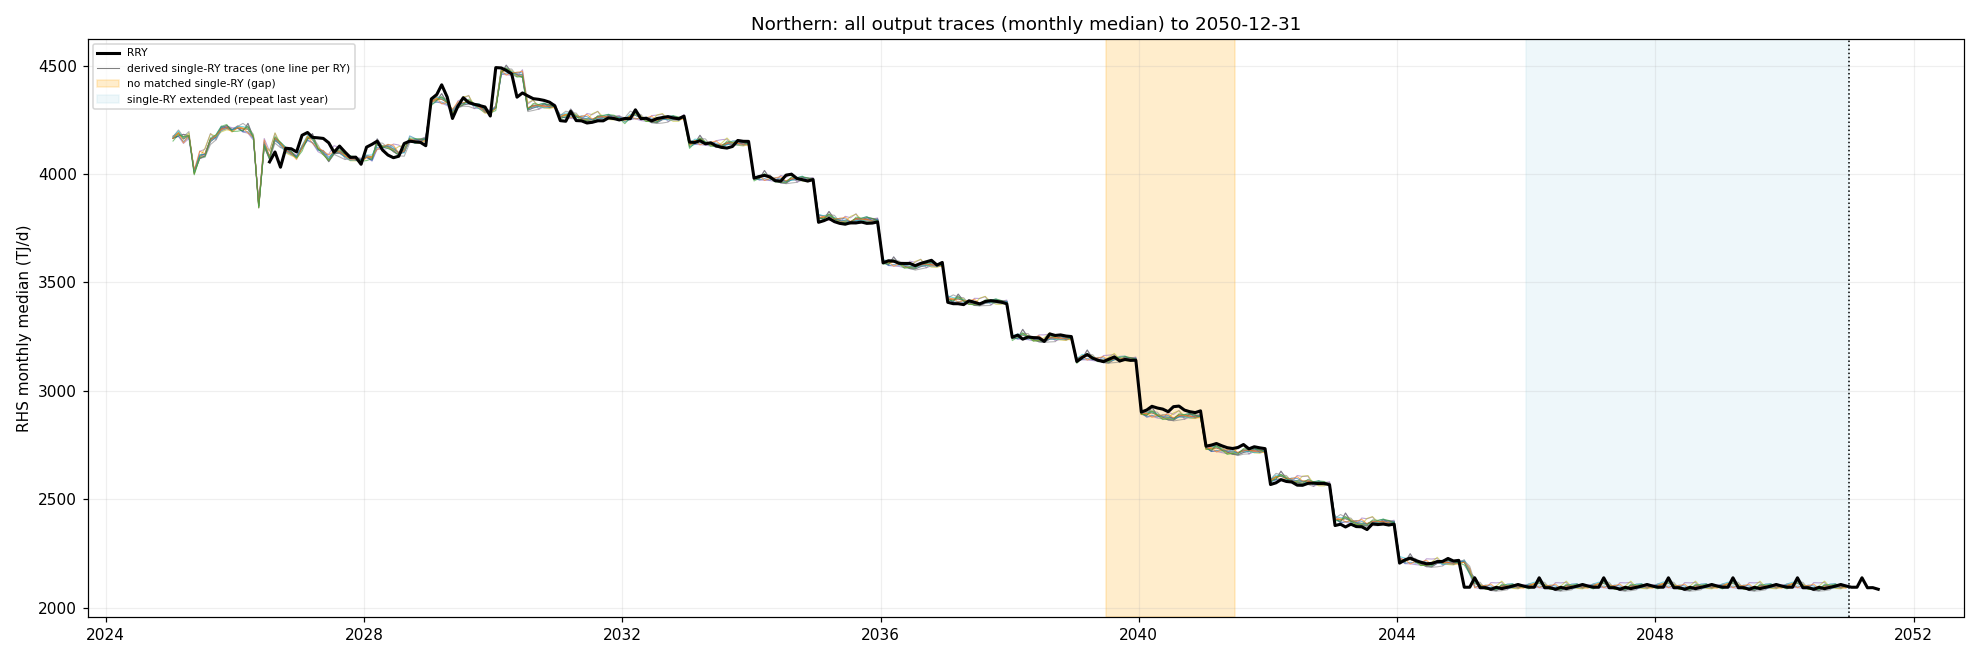 Northern: all output traces (monthly median) to 2050-12-31
RRY
derived single-RY traces (one line per RY)
no matched single-RY (gap)
single-RY extended (repeat last year)
RHS monthly median (TJ/d)
4500
4000
3500
3000
2500
2000
2024
2028
2032
2036
2040
2044
2048
2052